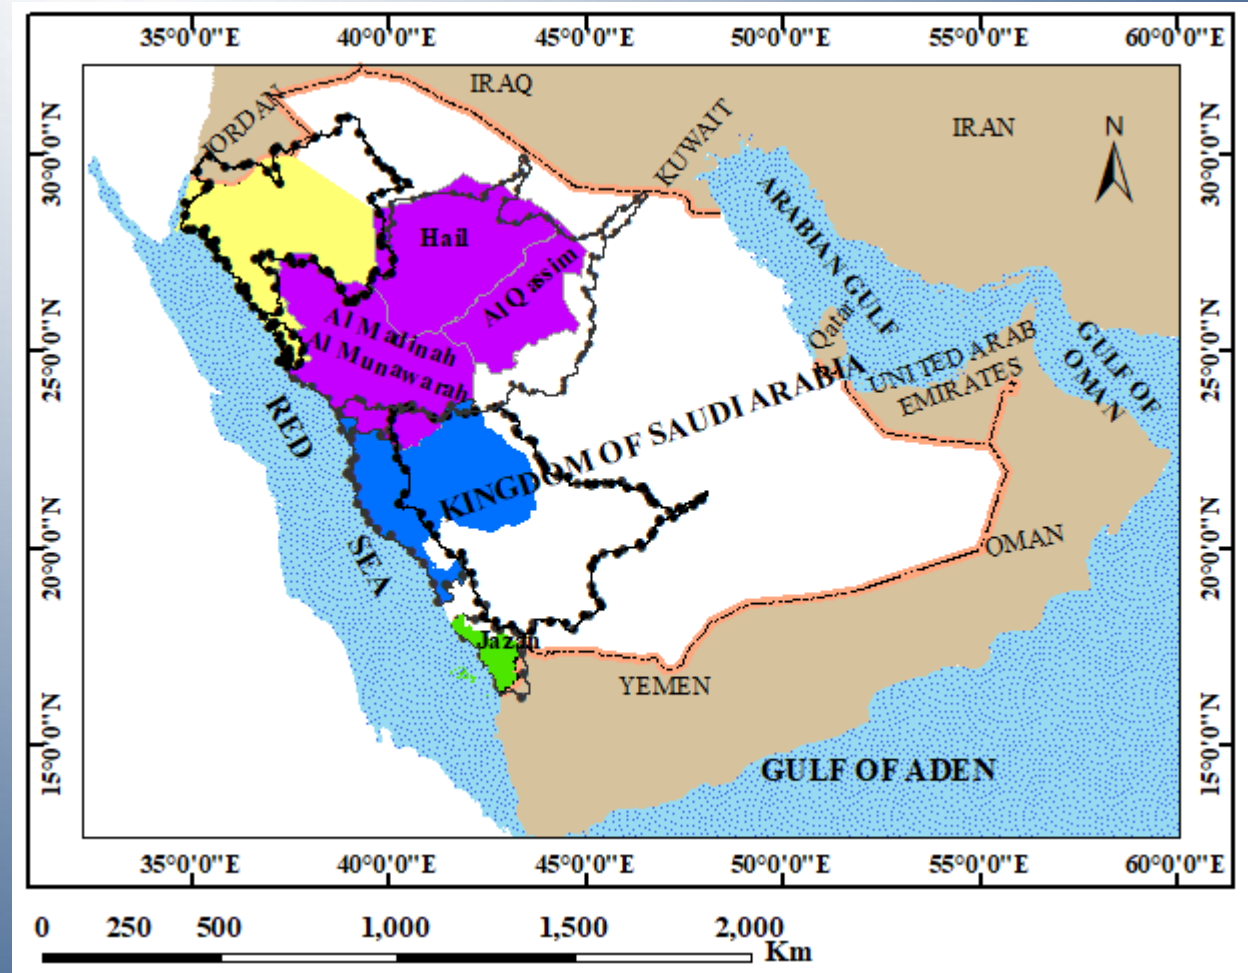 35°0'0"E 40°0'0"E 45°0'0"E 50°0'0"E 55°0'0"E 60°0'0"E
IRAQ
JORDAN
KUWAIT
IRAN
N
30°0'0"N
30°0'0"N
ARABIAN GULF
Hail
Al Qassim
Al Madinah
Al Munawarah
Qatar
UNITED ARAB
EMIRATES
GULF OF
OMAN
25°0'0"N
25°0'0"N
RED
SEA
KINGDOM OF SAUDI ARABIA
OMAN
20°0'0"N
20°0'0"N
Jazan
YEMEN
15°0'0"N
15°0'0"N
GULF OF ADEN
35°0'0"E 40°0'0"E 45°0'0"E 50°0'0"E 55°0'0"E 60°0'0"E
0 250 500 1,000 1,500 2,000
Km